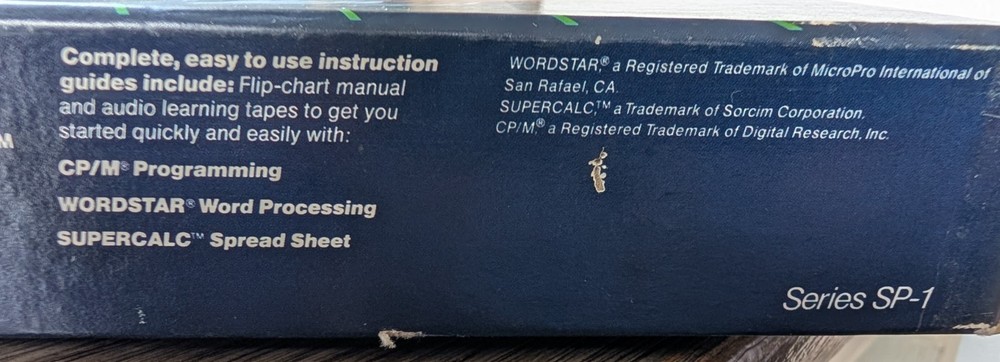 Complete, easy to use instruction
guides include: Flip-chart manual
and audio learning tapes to get you
started quickly and easily with:
CP/M® Programming
WORDSTAR® Word Processing
SUPERCALC™ Spread Sheet
M
WORDSTAR,® a Registered Trademark of MicroPro International of
San Rafael, CA.
SUPERCALC,™ a Trademark of Sorcim Corporation.
CP/M,® a Registered Trademark of Digital Research, Inc.
Series SP-1